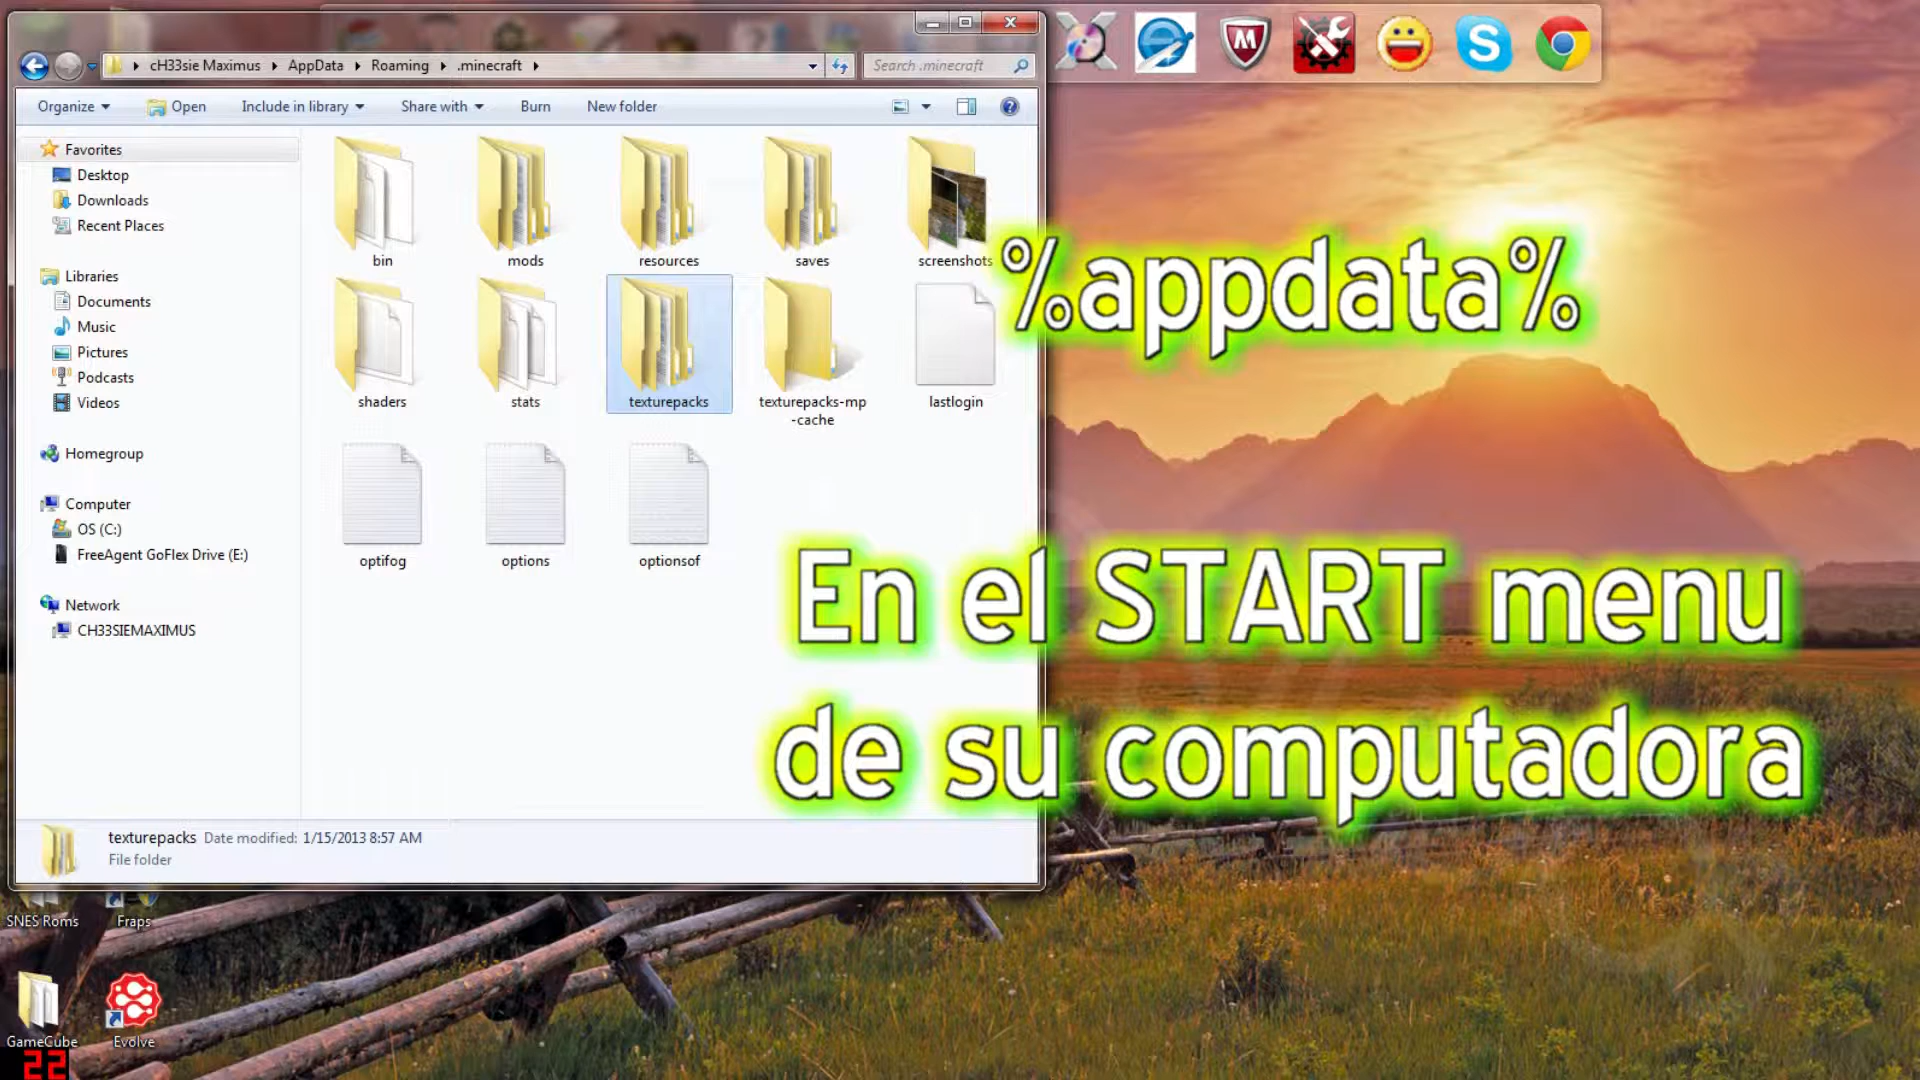 cH33sie Maximus
AppData
Roaming
.minecraft
Search .minecraft
Organize
Open
Include in library
Share with
Burn
New folder
Favorites
Desktop
Downloads
Recent Places
Libraries
Documents
Music
Pictures
Podcasts
Videos
Homegroup
Computer
OS (C:)
FreeAgent GoFlex Drive (E:)
Network
CH33SIEMAXIMUS
bin
mods
resources
saves
screenshots
shaders
stats
texturepacks
texturepacks-mp
-cache
lastlogin
optifog
options
optionsof
%appdata%
En el START menu
de su computadora
texturepacks Date modified: 1/15/2013 8:57 AM
File folder
SNES Roms
Fraps
GameCube
Evolve
22